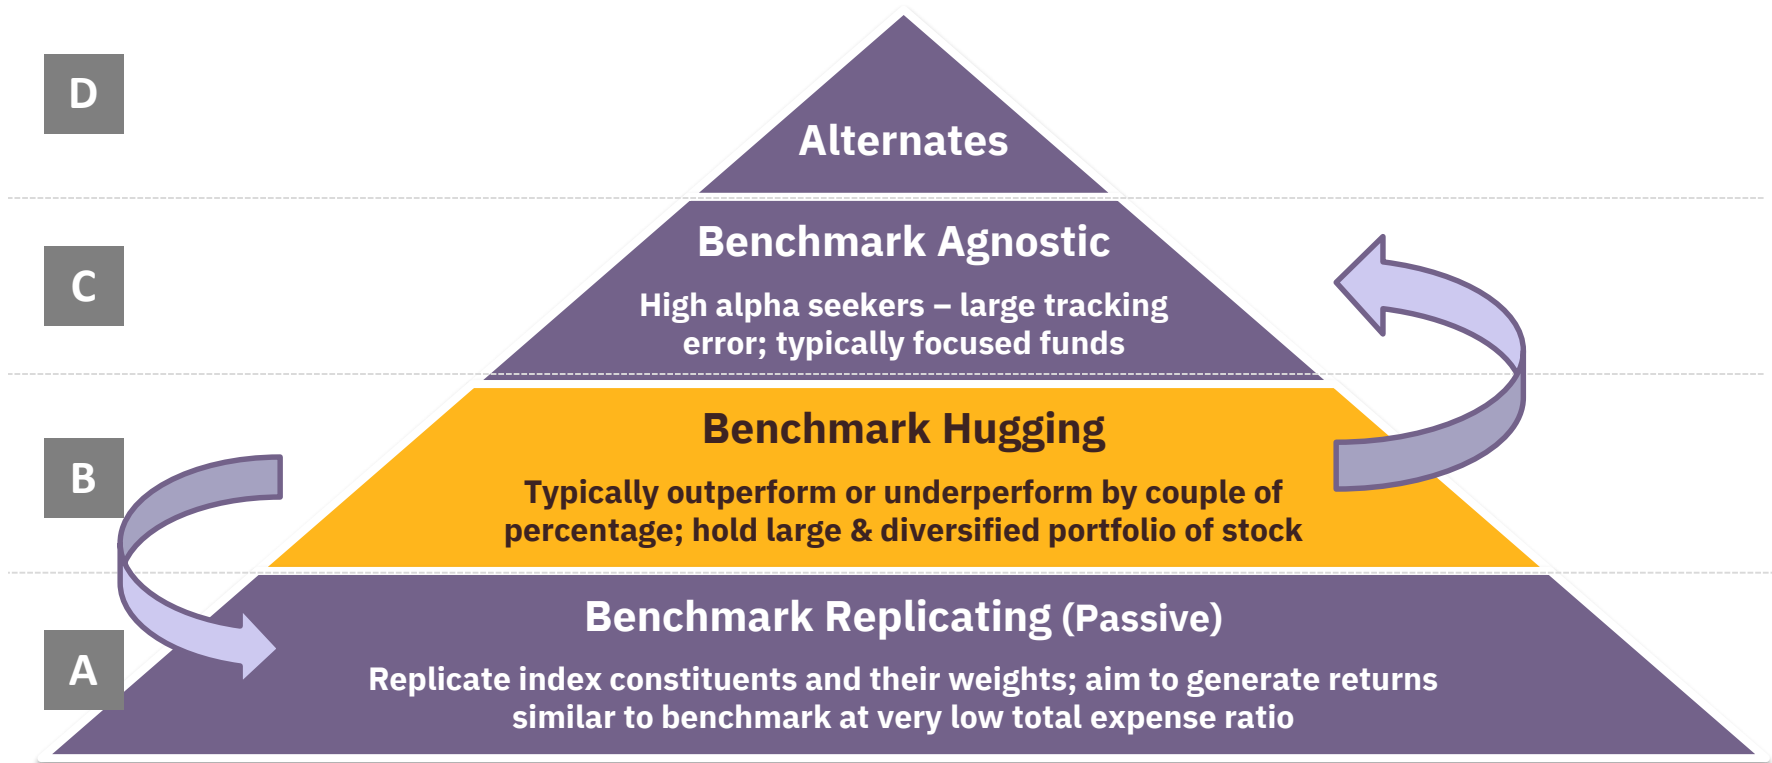 D
Alternates
C
Benchmark Agnostic
High alpha seekers – large tracking
error; typically focused funds
B
Benchmark Hugging
Typically outperform or underperform by couple of
percentage; hold large & diversified portfolio of stock
A
Benchmark Replicating (Passive)
Replicate index constituents and their weights; aim to generate returns
similar to benchmark at very low total expense ratio